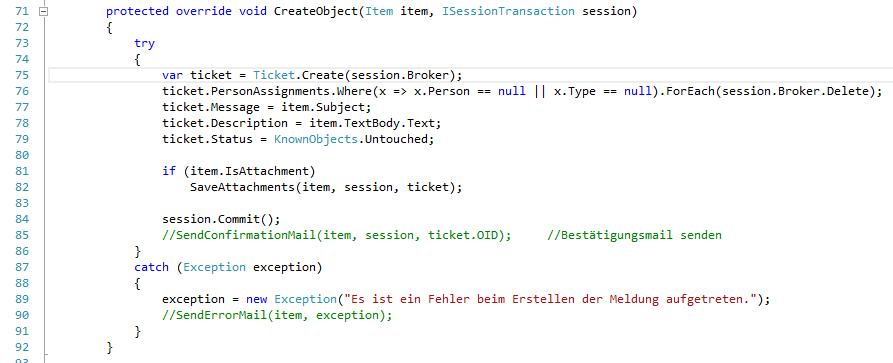 71 protected override void CreateObject(Item item, ISessionTransaction session)
72 {
73 try
74 {
75 var ticket = Ticket.Create(session.Broker);
76 ticket.PersonAssignments.Where(x => x.Person == null || x.Type == null).ForEach(session.Broker.Delete);
77 ticket.Message = item.Subject;
78 ticket.Description = item.TextBody.Text;
79 ticket.Status = KnownObjects.Untouched;
80
81 if (item.IsAttachment)
82 SaveAttachments(item, session, ticket);
83
84 session.Commit();
85 //SendConfirmationMail(item, session, ticket.OID); //Bestätigungsmail senden
86 }
87 catch (Exception exception)
88 {
89 exception = new Exception("Es ist ein Fehler beim Erstellen der Meldung aufgetreten.");
90 //SendErrorMail(item, exception);
91 }
92 }
93